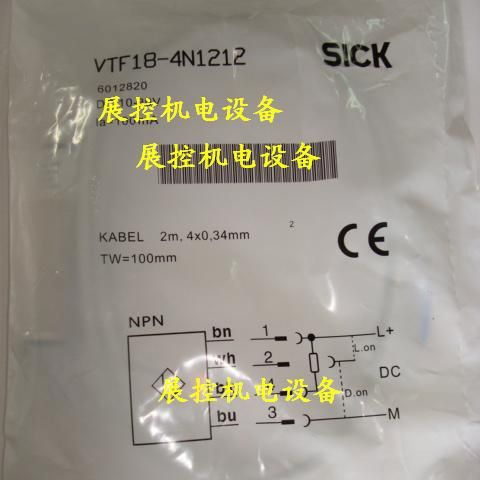 VTF18-4N1212
SICK
6012820
展控机电设备
展控机电设备
KABEL 2m, 4x0,34mm 2
CE
TW=100mm
NPN
bn 1 L+
wh 2 L.on
DC
展控机电设备
D.on
bu 3 M